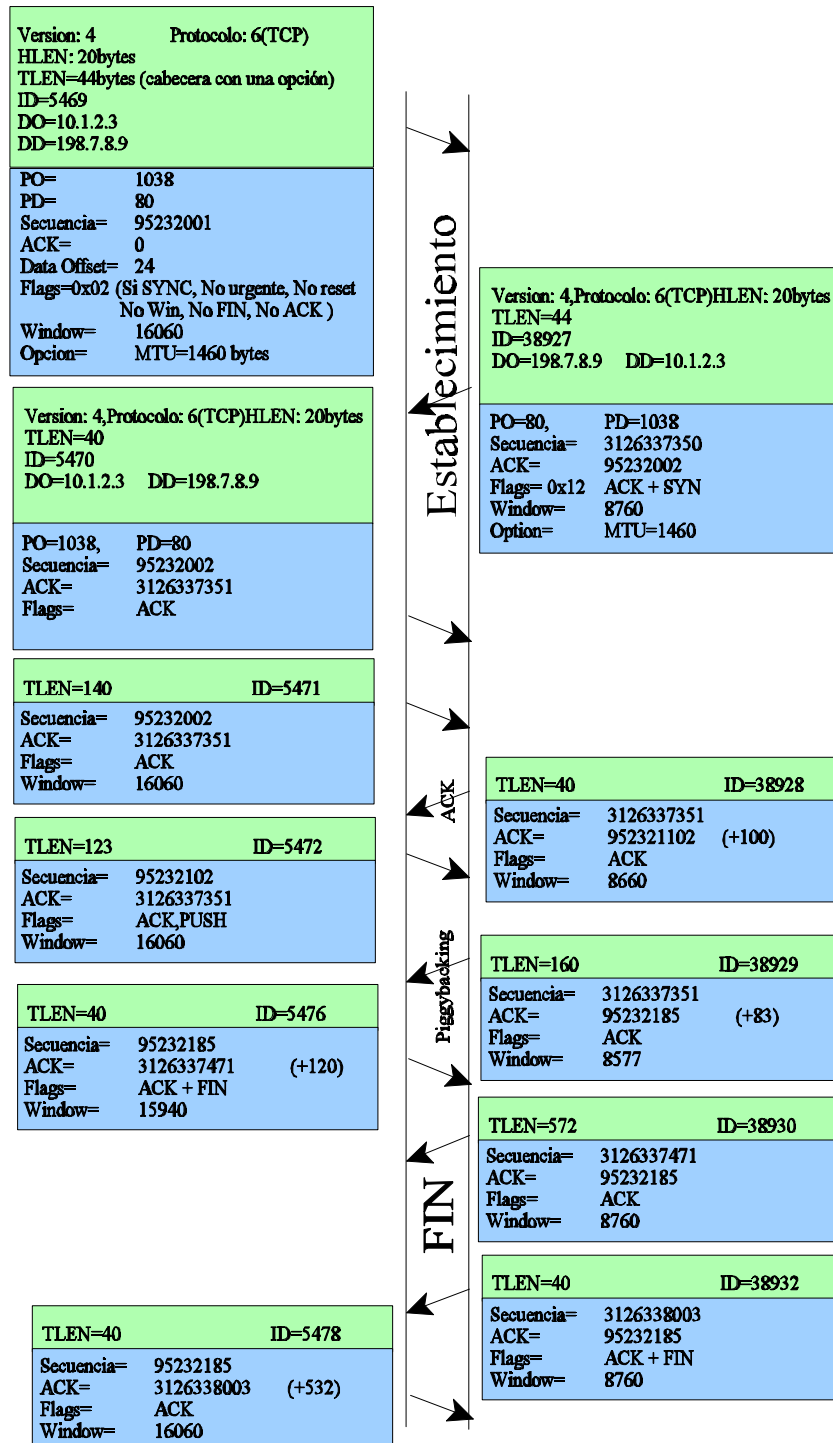 Version: 4 Protocolo: 6(TCP)
HLEN: 20bytes
TLEN=44bytes (cabecera con una opción)
ID=5469
DO=10.1.2.3
DD=198.7.8.9
PO= 1038
PD= 80
Secuencia= 95232001
ACK= 0
Data Offset= 24
Flags=0x02 (Si SYNC, No urgente, No reset
No Win, No FIN, No ACK )
Window= 16060
Opcion= MTU=1460 bytes
Establecimiento
Version: 4,Protocolo: 6(TCP)HLEN: 20bytes
TLEN=44
ID=38927
DO=198.7.8.9 DD=10.1.2.3
PO=80, PD=1038
Secuencia= 3126337350
ACK= 95232002
Flags= 0x12 ACK + SYN
Window= 8760
Option= MTU=1460
Version: 4,Protocolo: 6(TCP)HLEN: 20bytes
TLEN=40
ID=5470
DO=10.1.2.3 DD=198.7.8.9
PO=1038, PD=80
Secuencia= 95232002
ACK= 3126337351
Flags= ACK
TLEN=140 ID=5471
Secuencia= 95232002
ACK= 3126337351
Flags= ACK
Window= 16060
ACK
TLEN=40 ID=38928
Secuencia= 3126337351
ACK= 952321102 (+100)
Flags= ACK
Window= 8660
TLEN=123 ID=5472
Secuencia= 95232102
ACK= 3126337351
Flags= ACK,PUSH
Window= 16060
Piggybacking
TLEN=160 ID=38929
Secuencia= 3126337351
ACK= 95232185 (+83)
Flags= ACK
Window= 8577
TLEN=40 ID=5476
Secuencia= 95232185
ACK= 3126337471 (+120)
Flags= ACK + FIN
Window= 15940
FIN
TLEN=572 ID=38930
Secuencia= 3126337471
ACK= 95232185
Flags= ACK
Window= 8760
TLEN=40 ID=38932
Secuencia= 3126338003
ACK= 95232185
Flags= ACK + FIN
Window= 8760
TLEN=40 ID=5478
Secuencia= 95232185
ACK= 3126338003 (+532)
Flags= ACK
Window= 16060